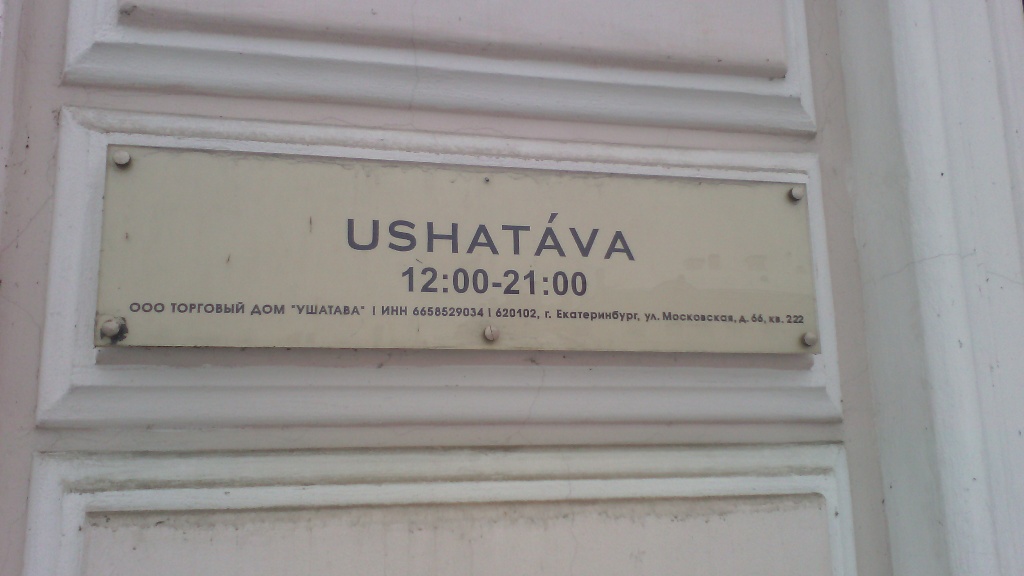 USHATÁVA
12:00-21:00
ООО ТОРГОВЫЙ ДОМ "УШАТАВА" | ИНН 6658529034 | 620102, г. Екатеринбург, ул. Московская, д. 66, кв. 222